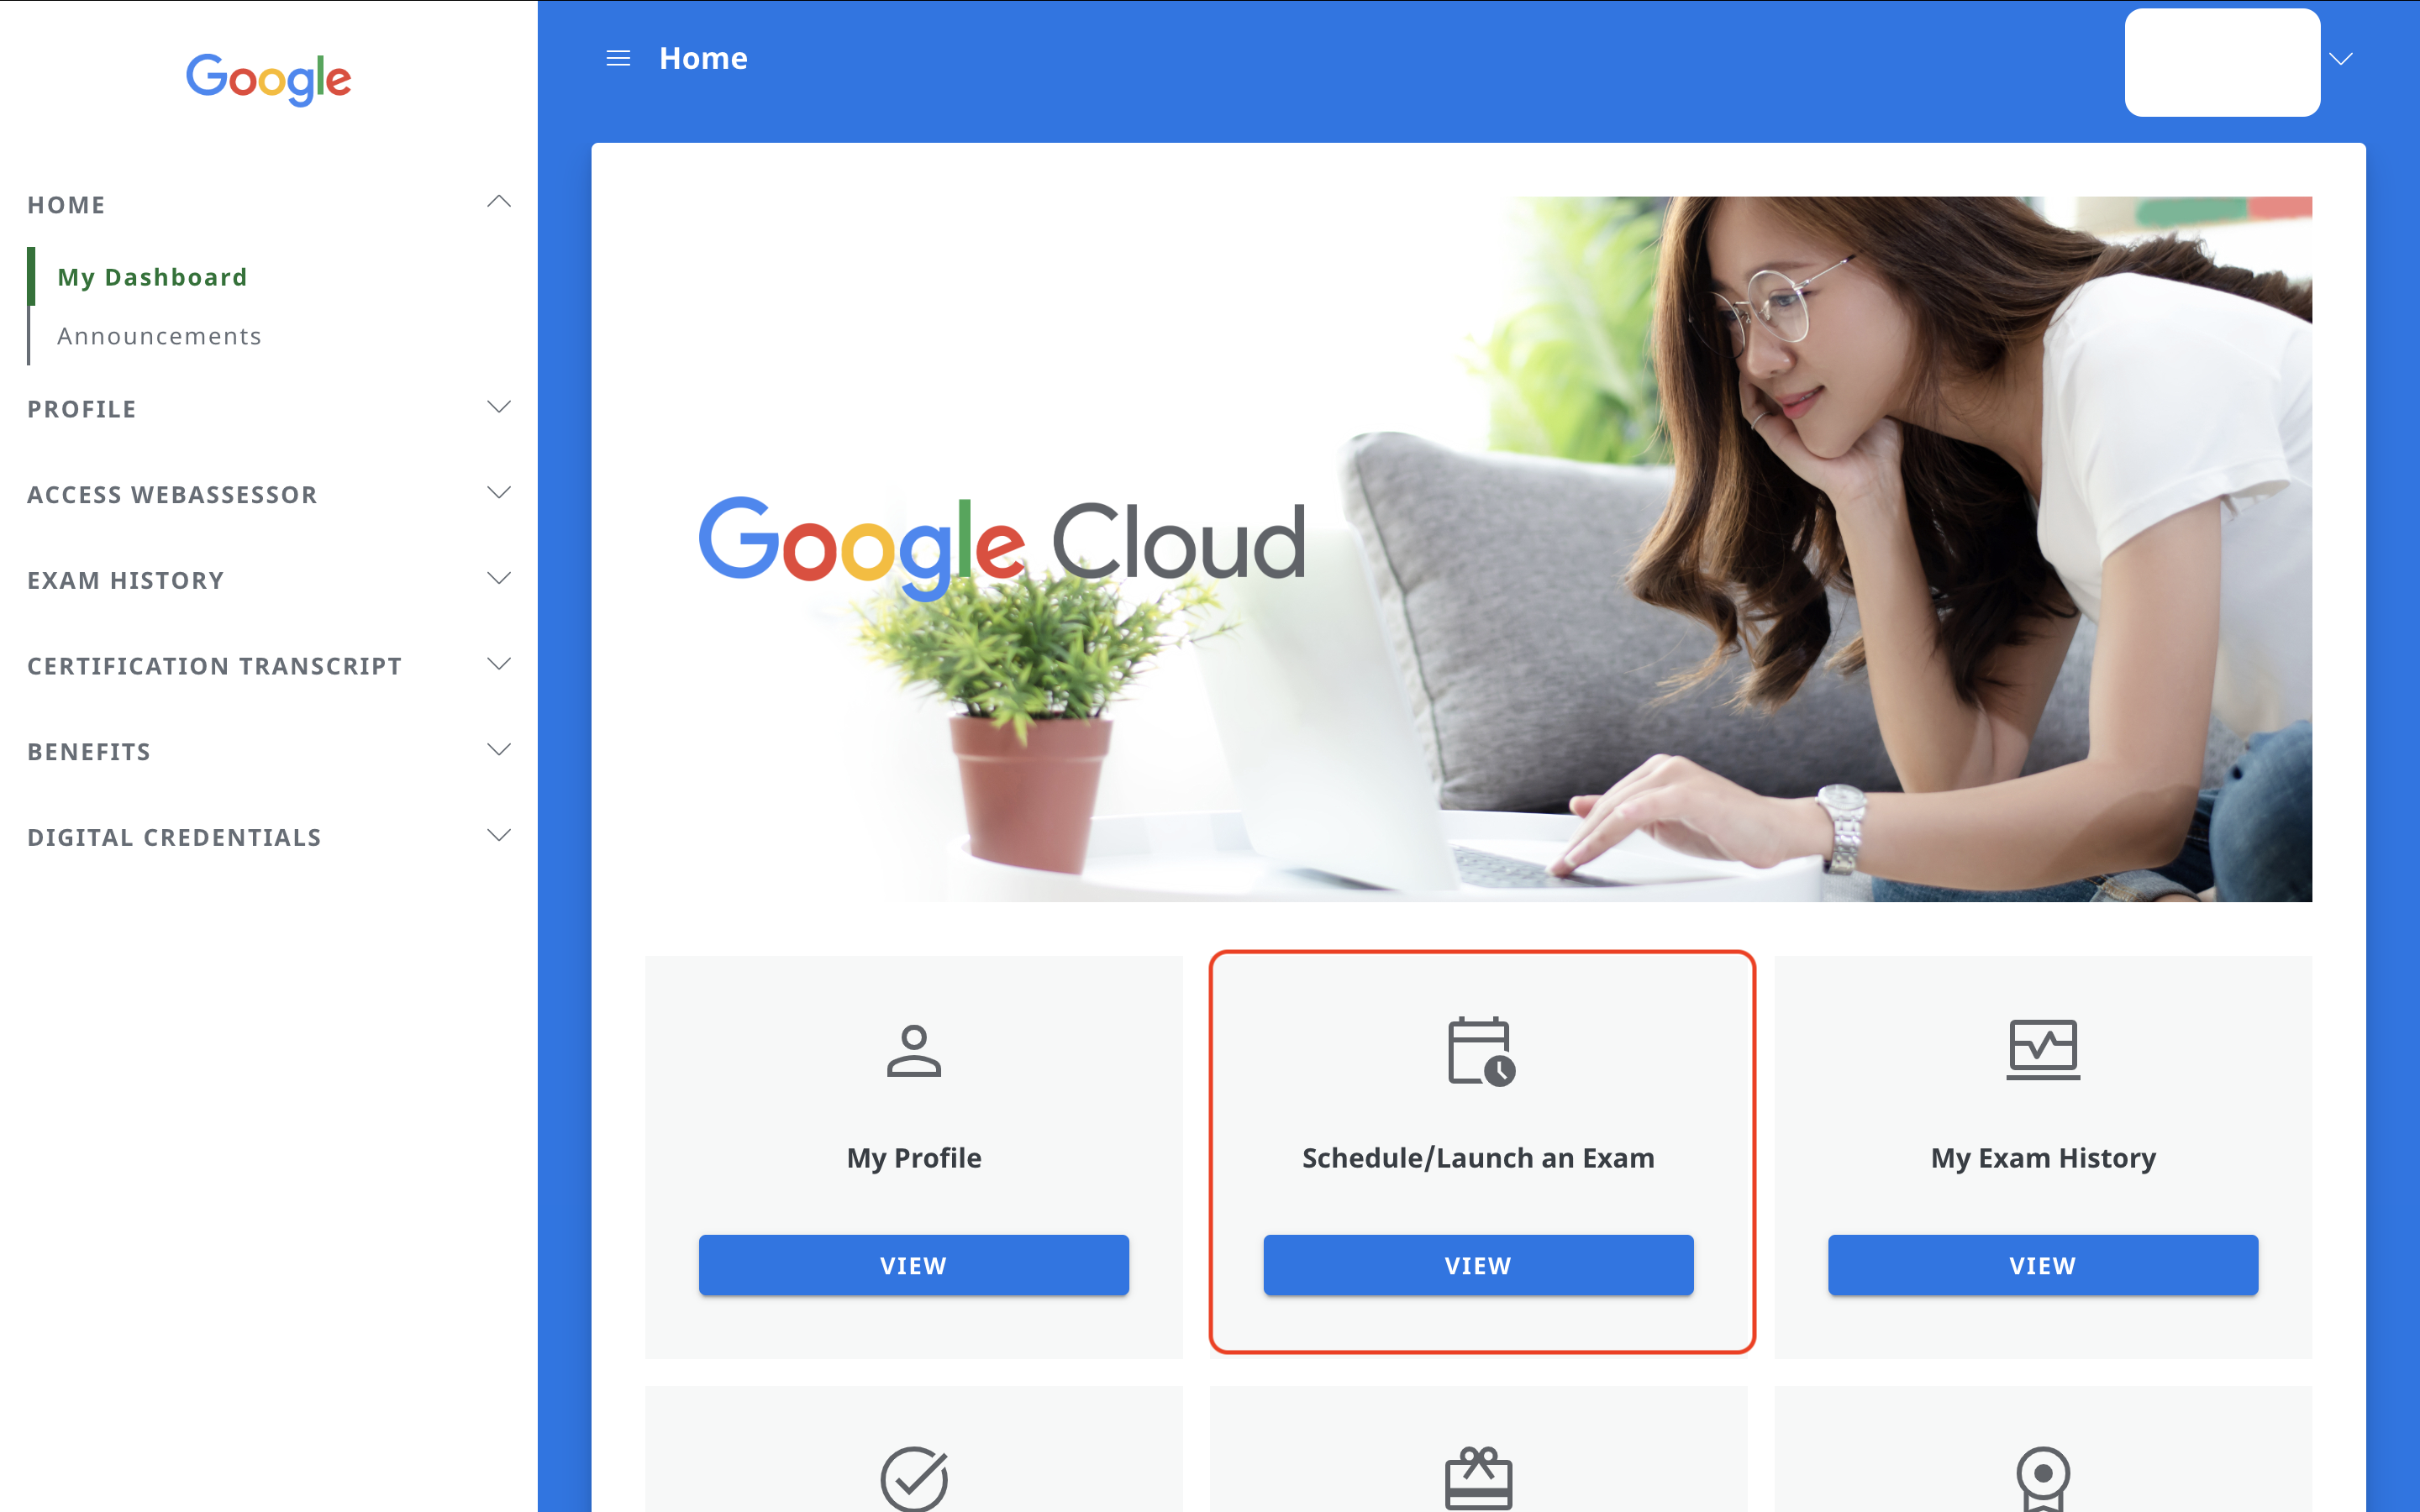 Google
HOME
My Dashboard
Announcements
PROFILE
ACCESS WEBASSESSOR
EXAM HISTORY
CERTIFICATION TRANSCRIPT
BENEFITS
DIGITAL CREDENTIALS
Home
Google Cloud
My Profile
VIEW
Schedule/Launch an Exam
VIEW
My Exam History
VIEW